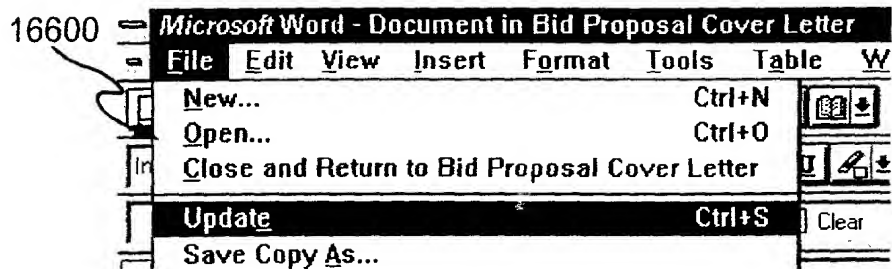 16600
Microsoft Word - Document in Bid Proposal Cover Letter
File Edit View Insert Format Tools Table W
New... Ctrl+N
Open... Ctrl+O
In Close and Return to Bid Proposal Cover Letter U
Update Ctrl+S Clear
Save Copy As...